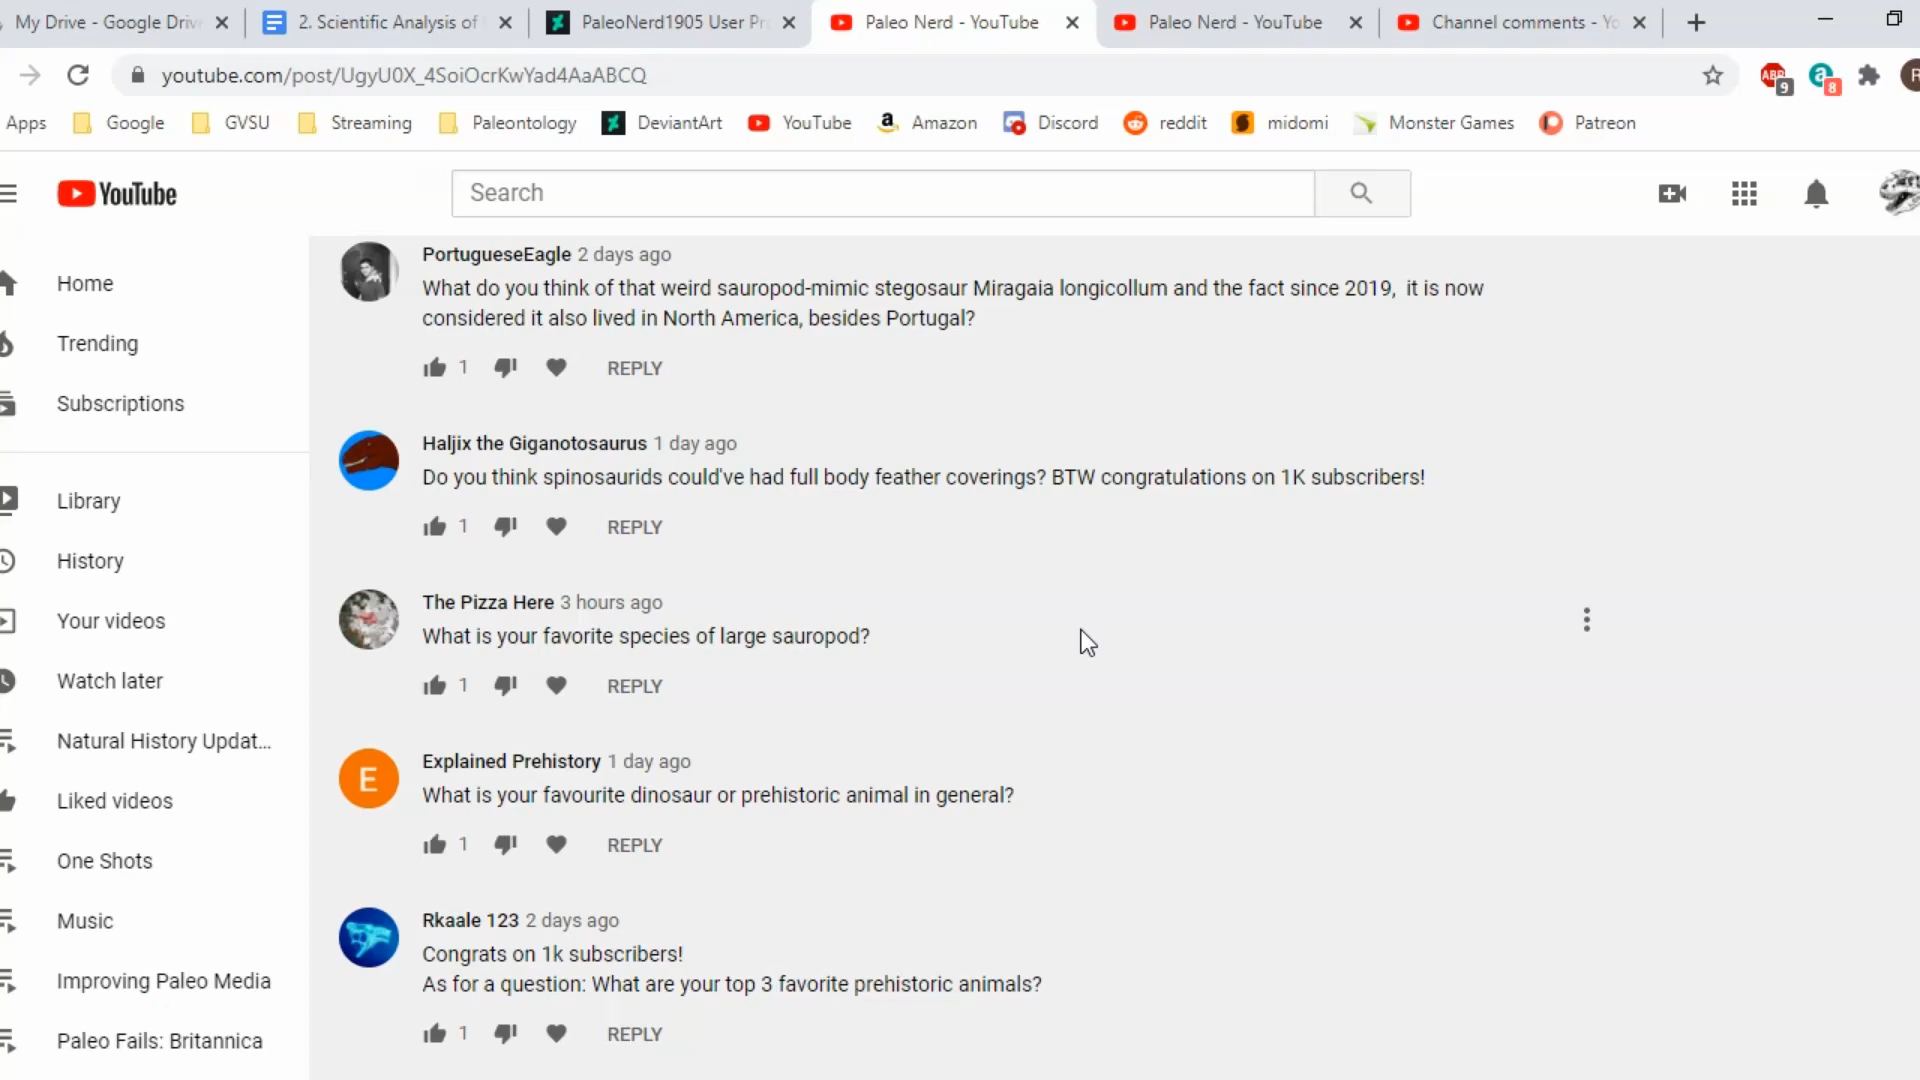 My Drive - Google Driv
2. Scientific Analysis of
PaleoNerd1905 User Pr
Paleo Nerd - YouTube
Paleo Nerd - YouTube
Channel comments - Yo
youtube.com/post/UgyU0X_4SoiOcrKwYad4AaABCQ
ABP
9
a
8
R
Apps
Google
GVSU
Streaming
Paleontology
DeviantArt
YouTube
Amazon
Discord
reddit
midomi
Monster Games
Patreon
YouTube
Search
Home
Trending
Subscriptions
Library
History
Your videos
Watch later
Natural History Updat...
Liked videos
One Shots
Music
Improving Paleo Media
Paleo Fails: Britannica
PortugueseEagle 2 days ago
What do you think of that weird sauropod-mimic stegosaur Miragaia longicollum and the fact since 2019, it is now
considered it also lived in North America, besides Portugal?
1 REPLY
Haljix the Giganotosaurus 1 day ago
Do you think spinosaurids could've had full body feather coverings? BTW congratulations on 1K subscribers!
1 REPLY
The Pizza Here 3 hours ago
What is your favorite species of large sauropod?
1 REPLY
E
Explained Prehistory 1 day ago
What is your favourite dinosaur or prehistoric animal in general?
1 REPLY
Rkaale 123 2 days ago
Congrats on 1k subscribers!
As for a question: What are your top 3 favorite prehistoric animals?
1 REPLY